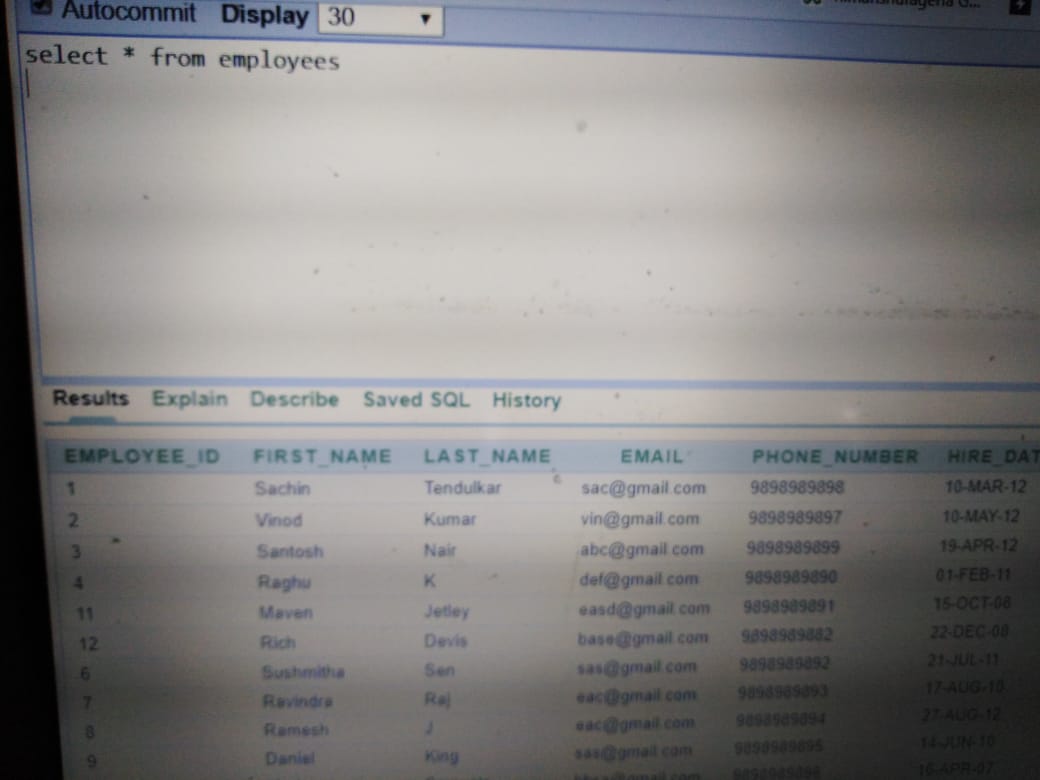 Autocommit Display 30
select * from employees
Results Explain Describe Saved SQL History
EMPLOYEE_ID FIRST_NAME LAST_NAME EMAIL PHONE_NUMBER HIRE_DAT
1 Sachin Tendulkar sac@gmail.com 9898989898 10-MAR-12
2 Vinod Kumar vin@gmail.com 9898989897 10-MAY-12
3 Santosh Nair abc@gmail.com 9898989899 19-APR-12
4 Raghu K def@gmail.com 9898989890 01-FEB-11
11 Maven Jetley easd@gmail.com 9898989891 15-OCT-08
12 Rich Devis base@gmail.com 9898989882 22-DEC-08
6 Sushmitha Sen sas@gmail.com 9898989892 21-JUL-11
7 Ravindra Raj eac@gmail.com 9898989893 17-AUG-10
8 Ramesh J eac@gmail.com 9898989894 27-AUG-12
9 Daniel King sas@gmail.com 9898989895 14-JUN-10
16-APR-07